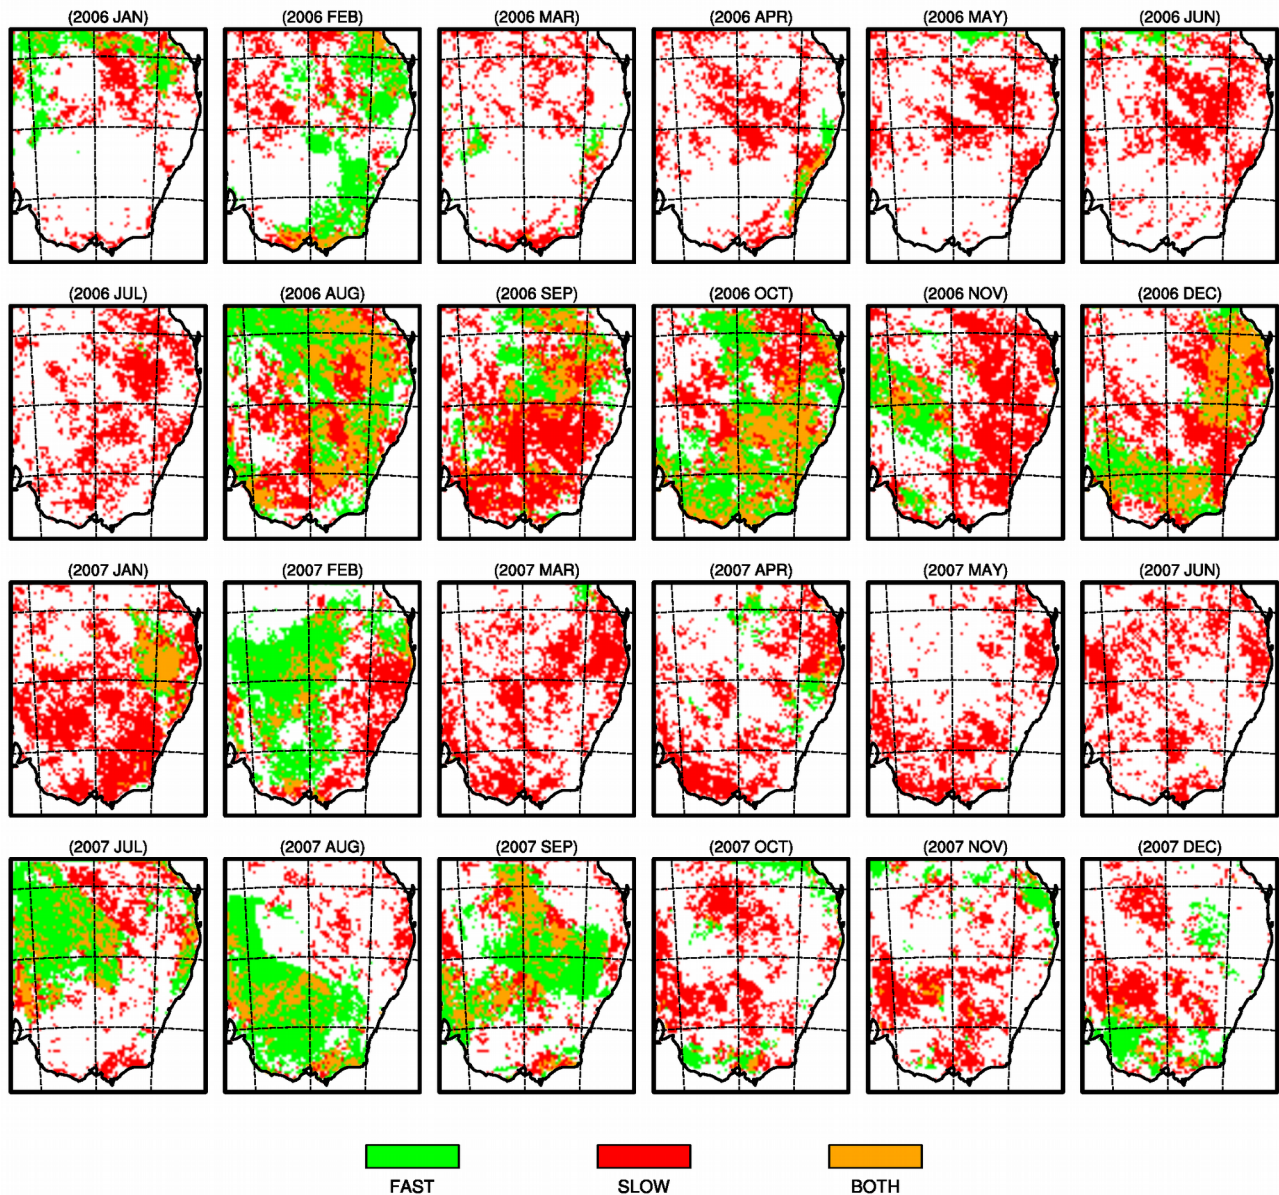 (2006 JAN) (2006 FEB) (2006 MAR) (2006 APR) (2006 MAY) (2006 JUN)
(2006 JUL) (2006 AUG) (2006 SEP) (2006 OCT) (2006 NOV) (2006 DEC)
(2007 JAN) (2007 FEB) (2007 MAR) (2007 APR) (2007 MAY) (2007 JUN)
(2007 JUL) (2007 AUG) (2007 SEP) (2007 OCT) (2007 NOV) (2007 DEC)
FAST SLOW BOTH